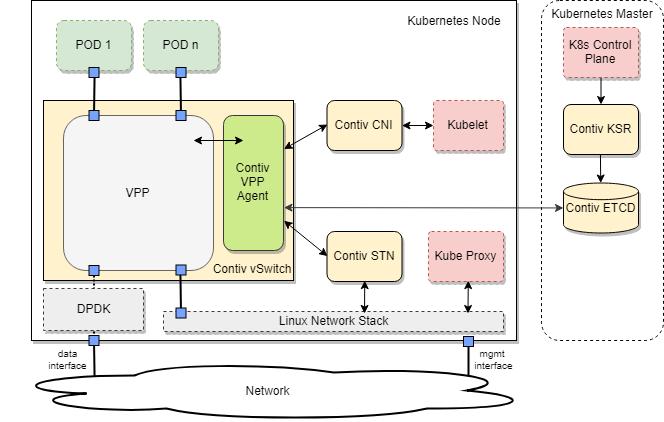 Kubernetes Node
Kubernetes Master
POD 1
POD n
K8s Control
Plane
Contiv CNI
Kubelet
Contiv KSR
VPP
Contiv
VPP
Agent
Contiv ETCD
Contiv STN
Kube Proxy
Contiv vSwitch
DPDK
Linux Network Stack
data
interface
mgmt
interface
Network